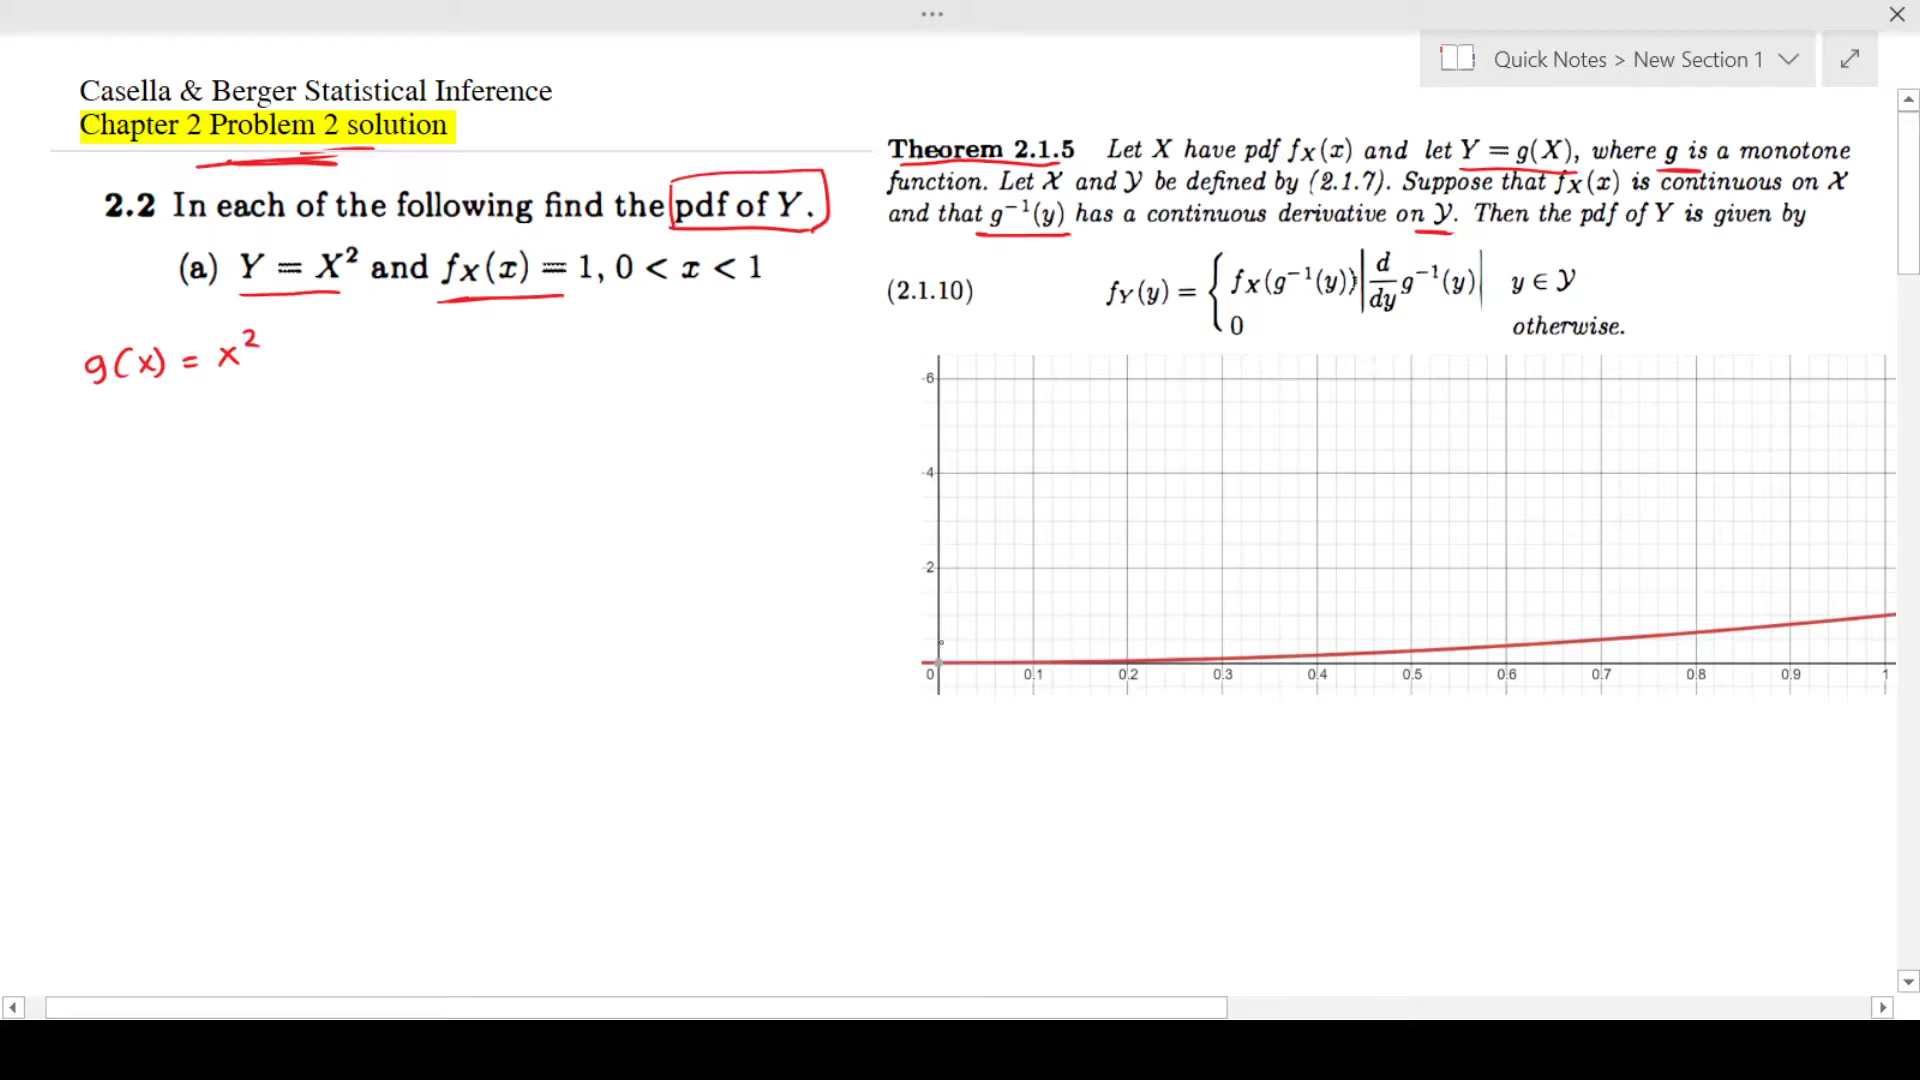 Quick Notes > New Section 1
Casella & Berger Statistical Inference
Chapter 2 Problem 2 solution
2.2 In each of the following find the pdf of Y.
(a) Y = X² and fX(x) = 1, 0 < x < 1
g(x) = x²
Theorem 2.1.5 Let X have pdf fX(x) and let Y = g(X), where g is a monotone
function. Let 𝒳 and 𝒴 be defined by (2.1.7). Suppose that fX(x) is continuous on 𝒳
and that g⁻¹(y) has a continuous derivative on 𝒴. Then the pdf of Y is given by
(2.1.10) fY(y) = { fX(g⁻¹(y)) | d/dy g⁻¹(y) | y ∈ 𝒴
0 otherwise.
6
4
2
0 0.1 0.2 0.3 0.4 0.5 0.6 0.7 0.8 0.9 1